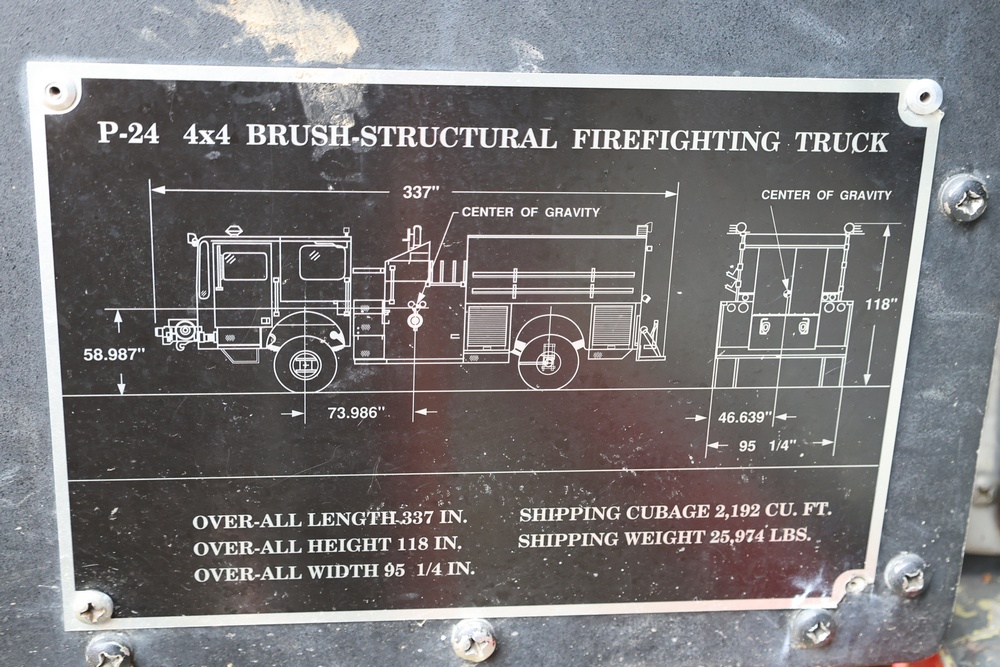 P-24 4x4 BRUSH-STRUCTURAL FIREFIGHTING TRUCK
337"
CENTER OF GRAVITY
CENTER OF GRAVITY
118"
58.987"
73.986"
46.639"
95 1/4"
OVER-ALL LENGTH 337 IN.
OVER-ALL HEIGHT 118 IN.
OVER-ALL WIDTH 95 1/4 IN.
SHIPPING CUBAGE 2,192 CU. FT.
SHIPPING WEIGHT 25,974 LBS.